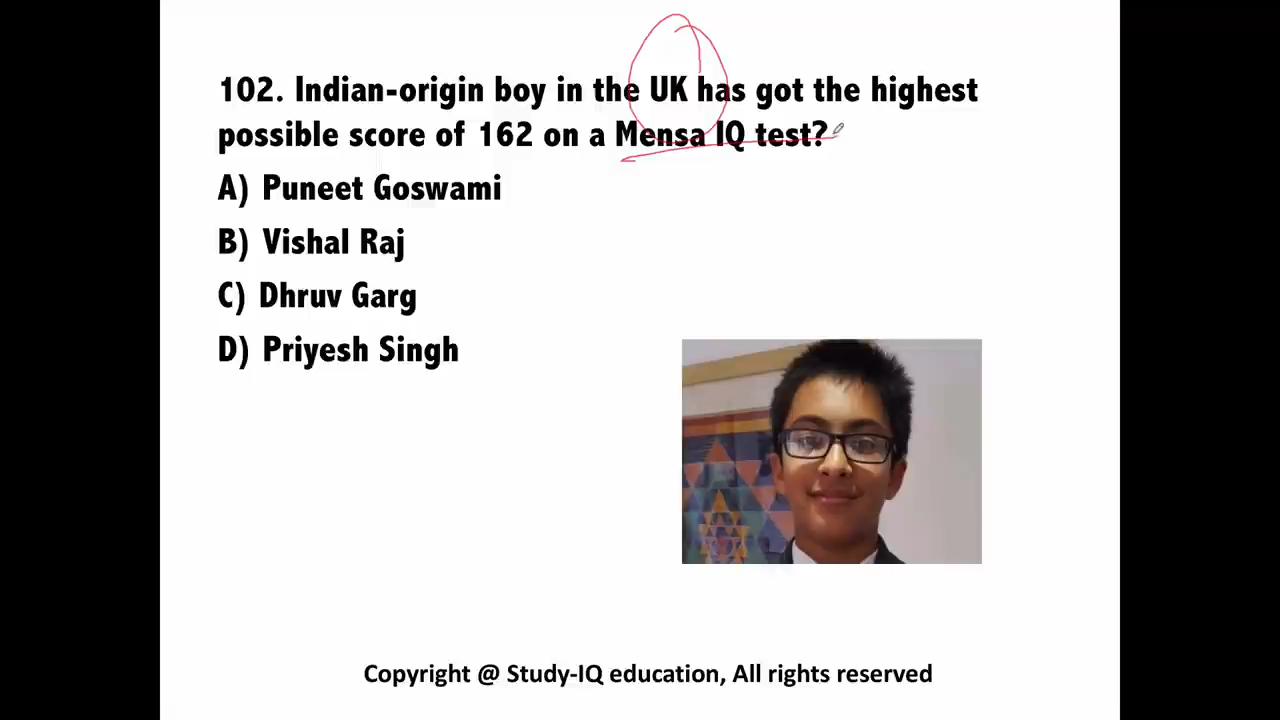 102. Indian-origin boy in the UK has got the highest
possible score of 162 on a Mensa IQ test?
A) Puneet Goswami
B) Vishal Raj
C) Dhruv Garg
D) Priyesh Singh
Copyright @ Study-IQ education, All rights reserved